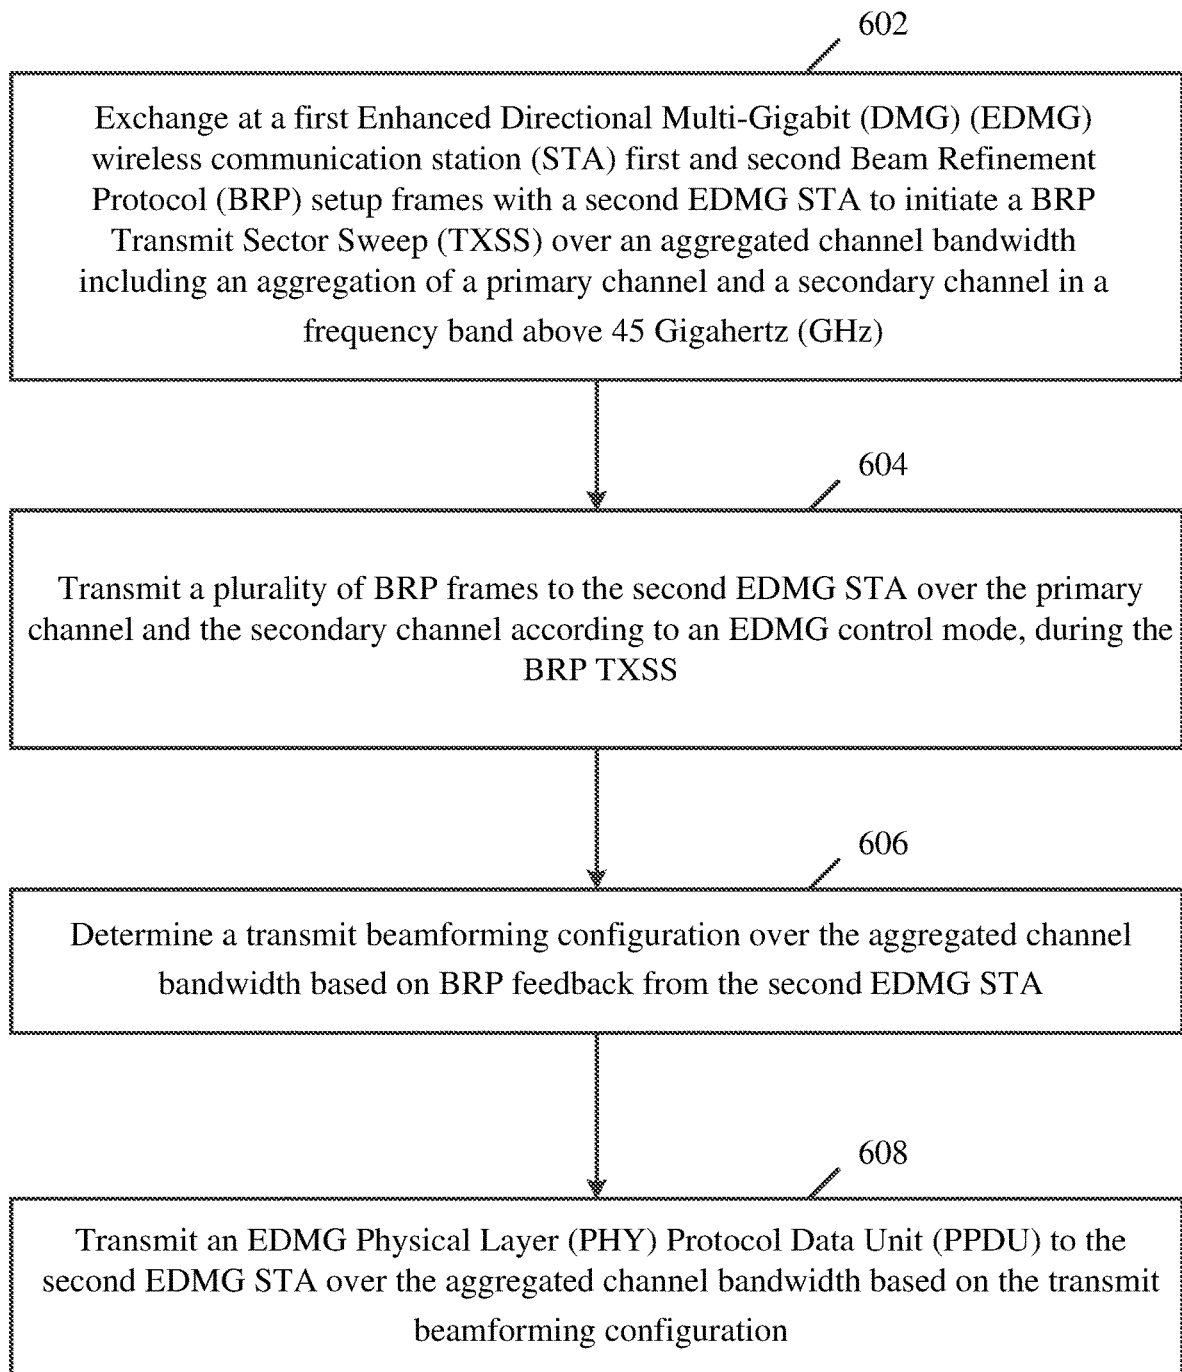 602
Exchange at a first Enhanced Directional Multi-Gigabit (DMG) (EDMG)
wireless communication station (STA) first and second Beam Refinement
Protocol (BRP) setup frames with a second EDMG STA to initiate a BRP
Transmit Sector Sweep (TXSS) over an aggregated channel bandwidth
including an aggregation of a primary channel and a secondary channel in a
frequency band above 45 Gigahertz (GHz)
604
Transmit a plurality of BRP frames to the second EDMG STA over the primary
channel and the secondary channel according to an EDMG control mode, during the
BRP TXSS
606
Determine a transmit beamforming configuration over the aggregated channel
bandwidth based on BRP feedback from the second EDMG STA
608
Transmit an EDMG Physical Layer (PHY) Protocol Data Unit (PPDU) to the
second EDMG STA over the aggregated channel bandwidth based on the transmit
beamforming configuration